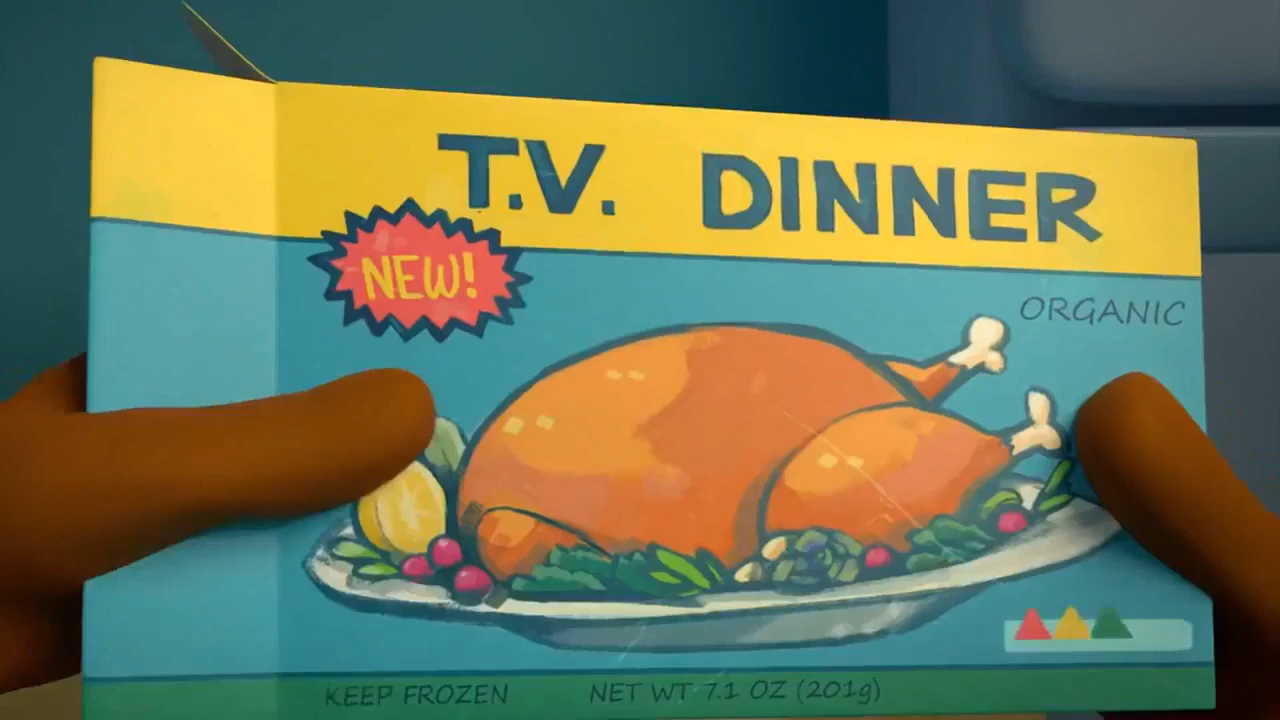 T.V. DINNER
NEW!
ORGANIC
KEEP FROZEN NET WT 7.1 OZ (201g)